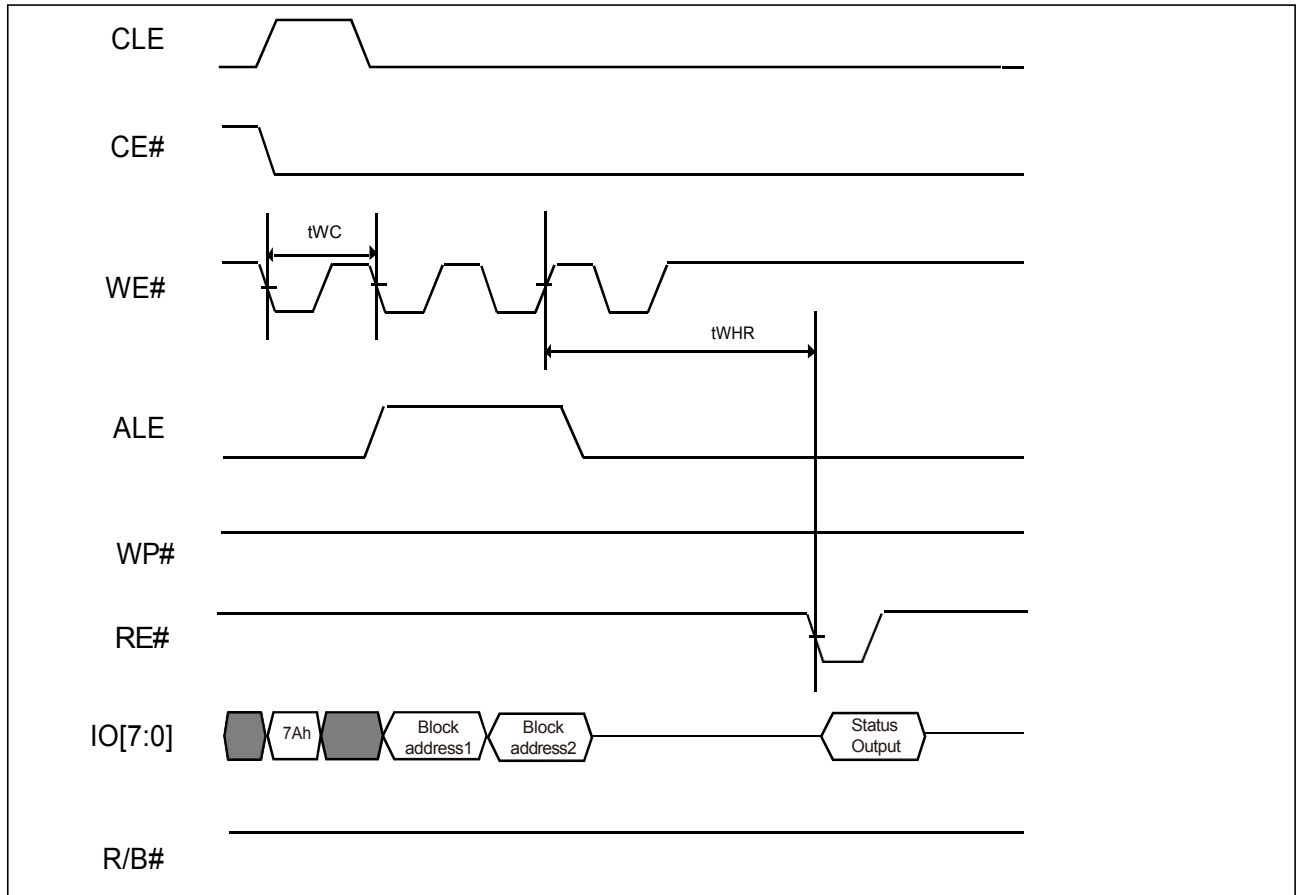 CLE
CE#
tWC
WE#
tWHR
ALE
WP#
RE#
IO[7:0]
7Ah
Block
address1
Block
address2
Status
Output
R/B#